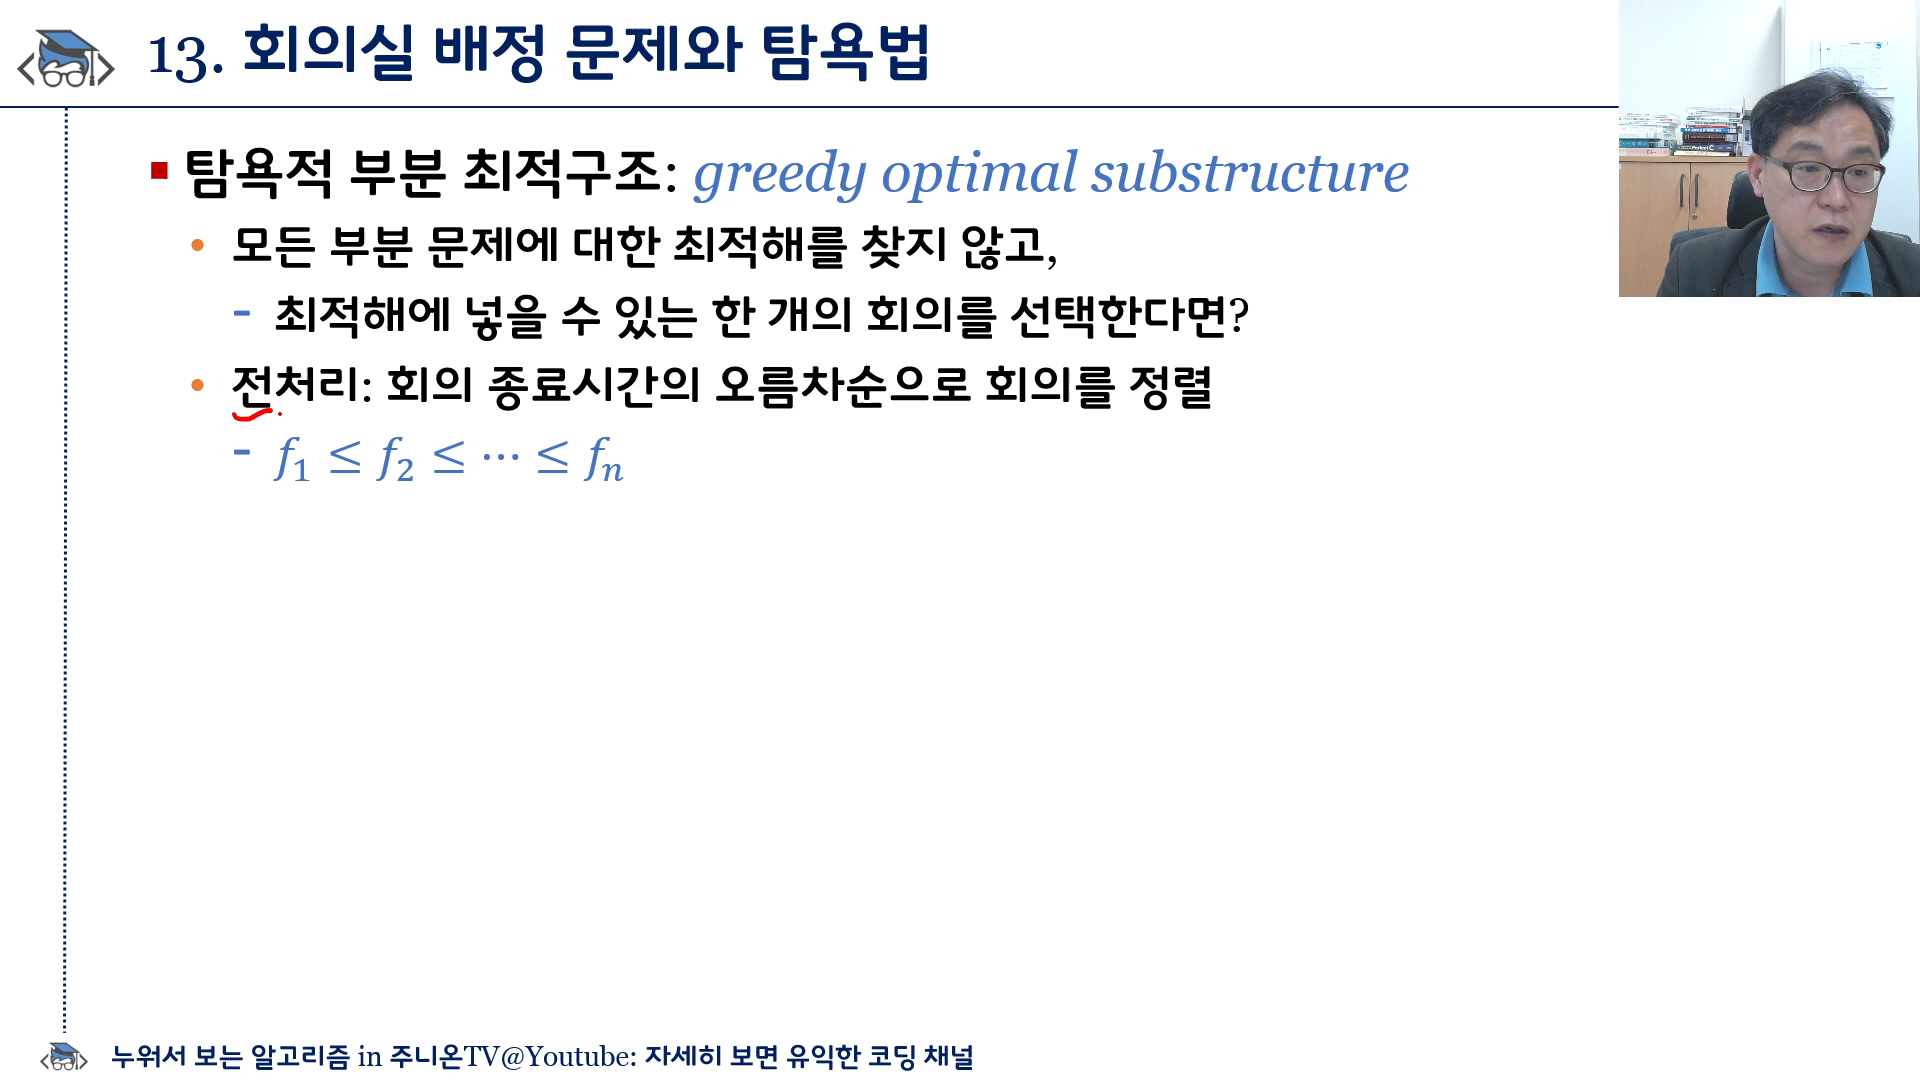 13. 회의실 배정 문제와 탐욕법
탐욕적 부분 최적구조: greedy optimal substructure
모든 부분 문제에 대한 최적해를 찾지 않고,
- 최적해에 넣을 수 있는 한 개의 회의를 선택한다면?
전처리: 회의 종료시간의 오름차순으로 회의를 정렬
- f₁ ≤ f₂ ≤ ⋯ ≤ fₙ
누워서 보는 알고리즘 in 주니온TV@Youtube: 자세히 보면 유익한 코딩 채널